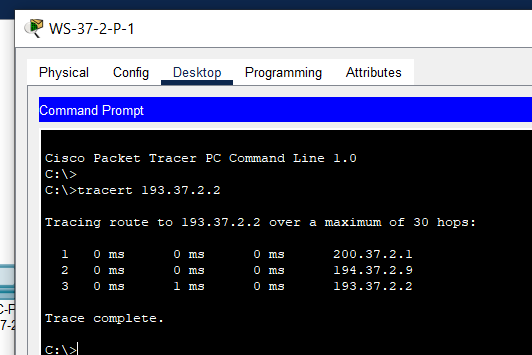 WS-37-2-P-1
Physical Config Desktop Programming Attributes
Command Prompt
Cisco Packet Tracer PC Command Line 1.0
C:\>
C:\>tracert 193.37.2.2
Tracing route to 193.37.2.2 over a maximum of 30 hops:
1 0 ms 0 ms 0 ms 200.37.2.1
2 0 ms 0 ms 0 ms 194.37.2.9
3 0 ms 1 ms 0 ms 193.37.2.2
Trace complete.
C:\>